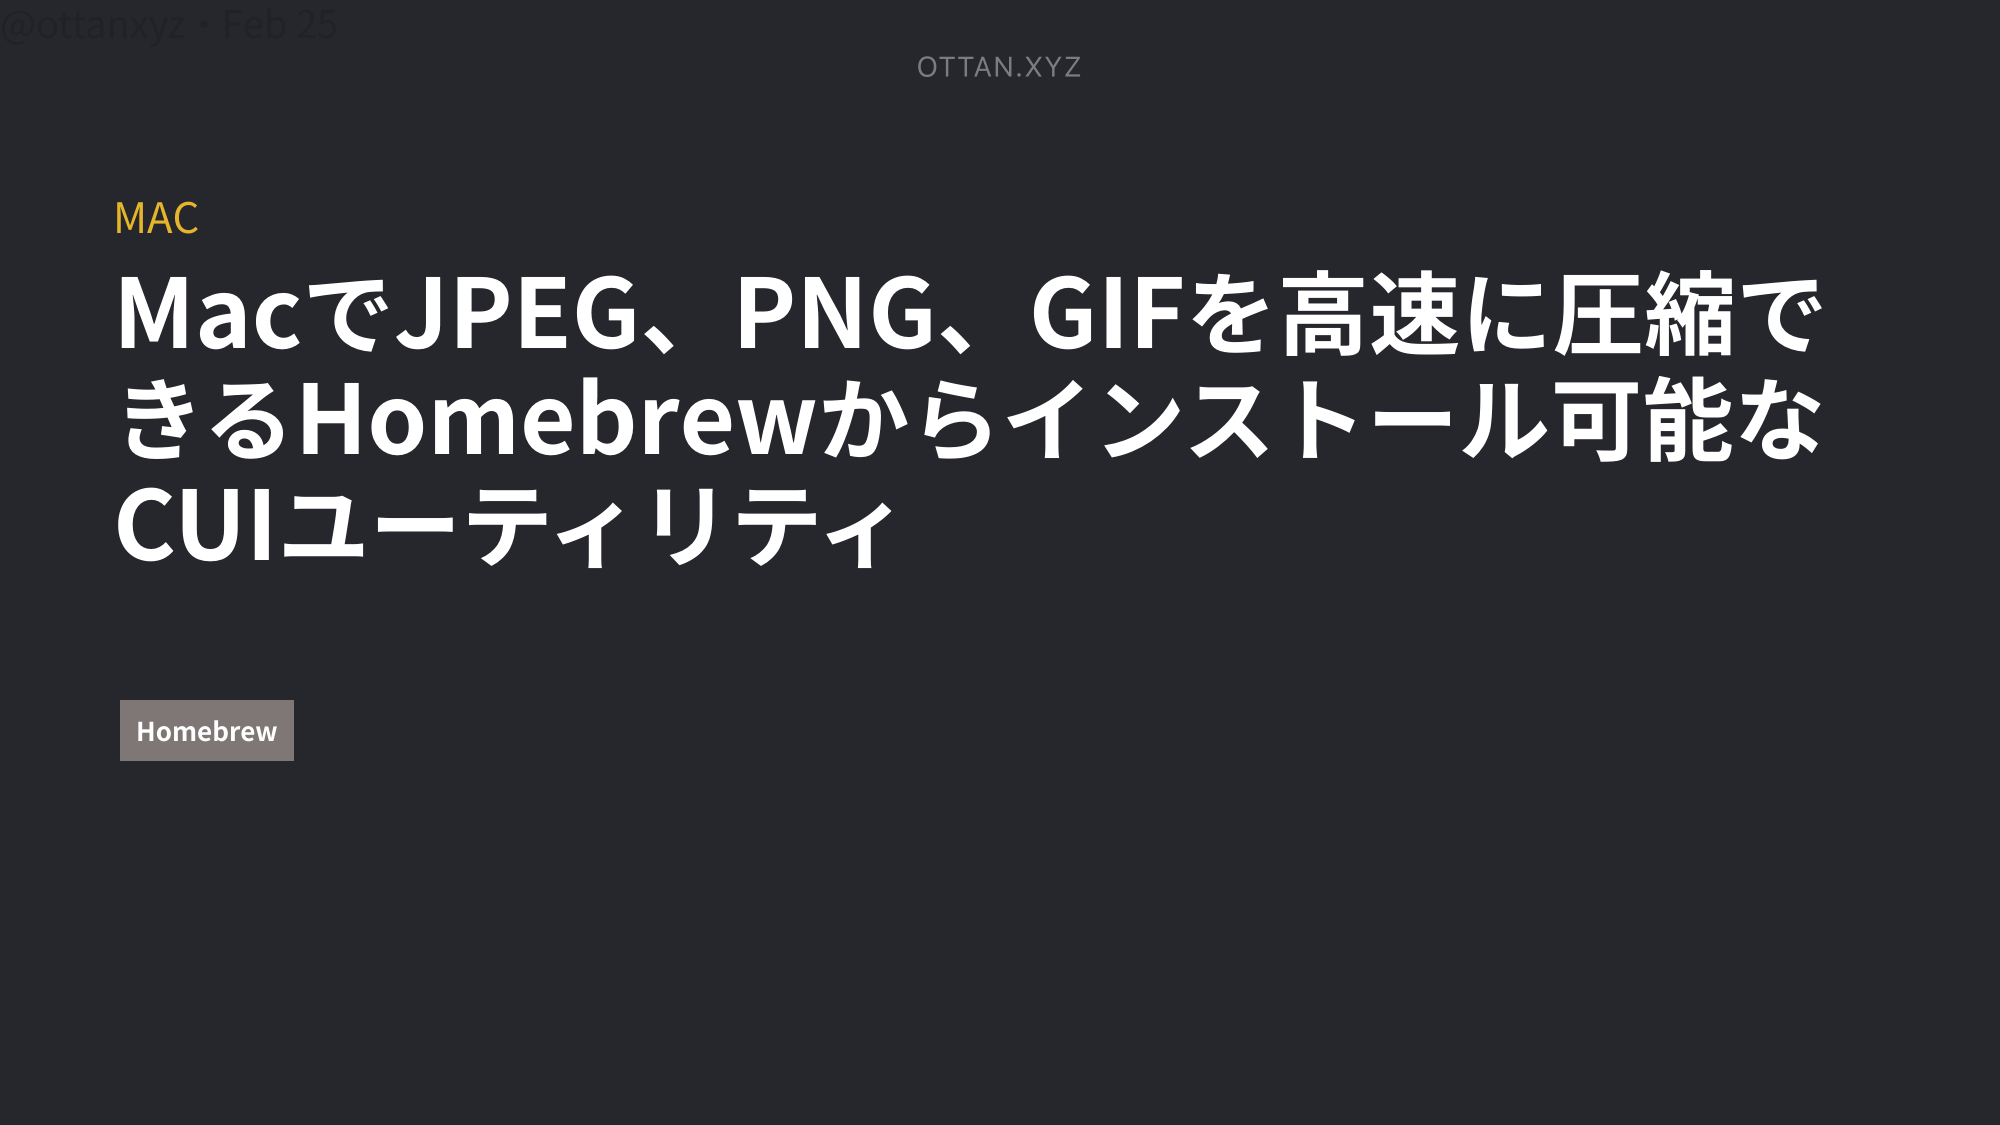 @ottanxyz・Feb 25
OTTAN.XYZ
MAC
MacでJPEG、PNG、GIFを高速に圧縮で
きるHomebrewからインストール可能な
CUIユーティリティ
Homebrew